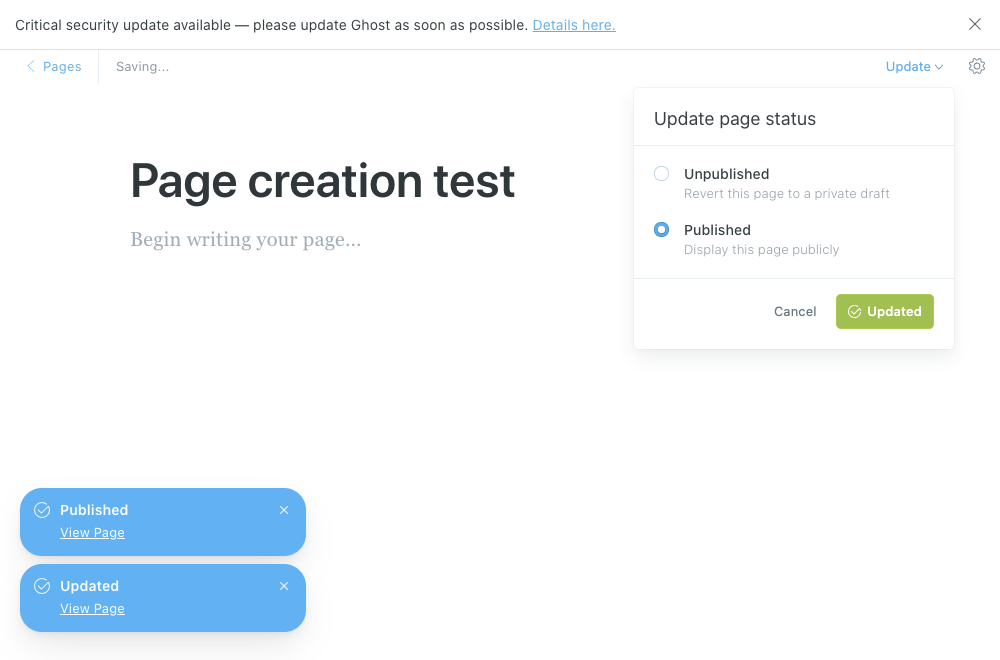 Critical security update available — please update Ghost as soon as possible. Details here.
Pages
Saving...
Update
Update page status
Unpublished
Revert this page to a private draft
Published
Display this page publicly
Cancel
Updated
Page creation test
Begin writing your page...
Published
View Page
Updated
View Page